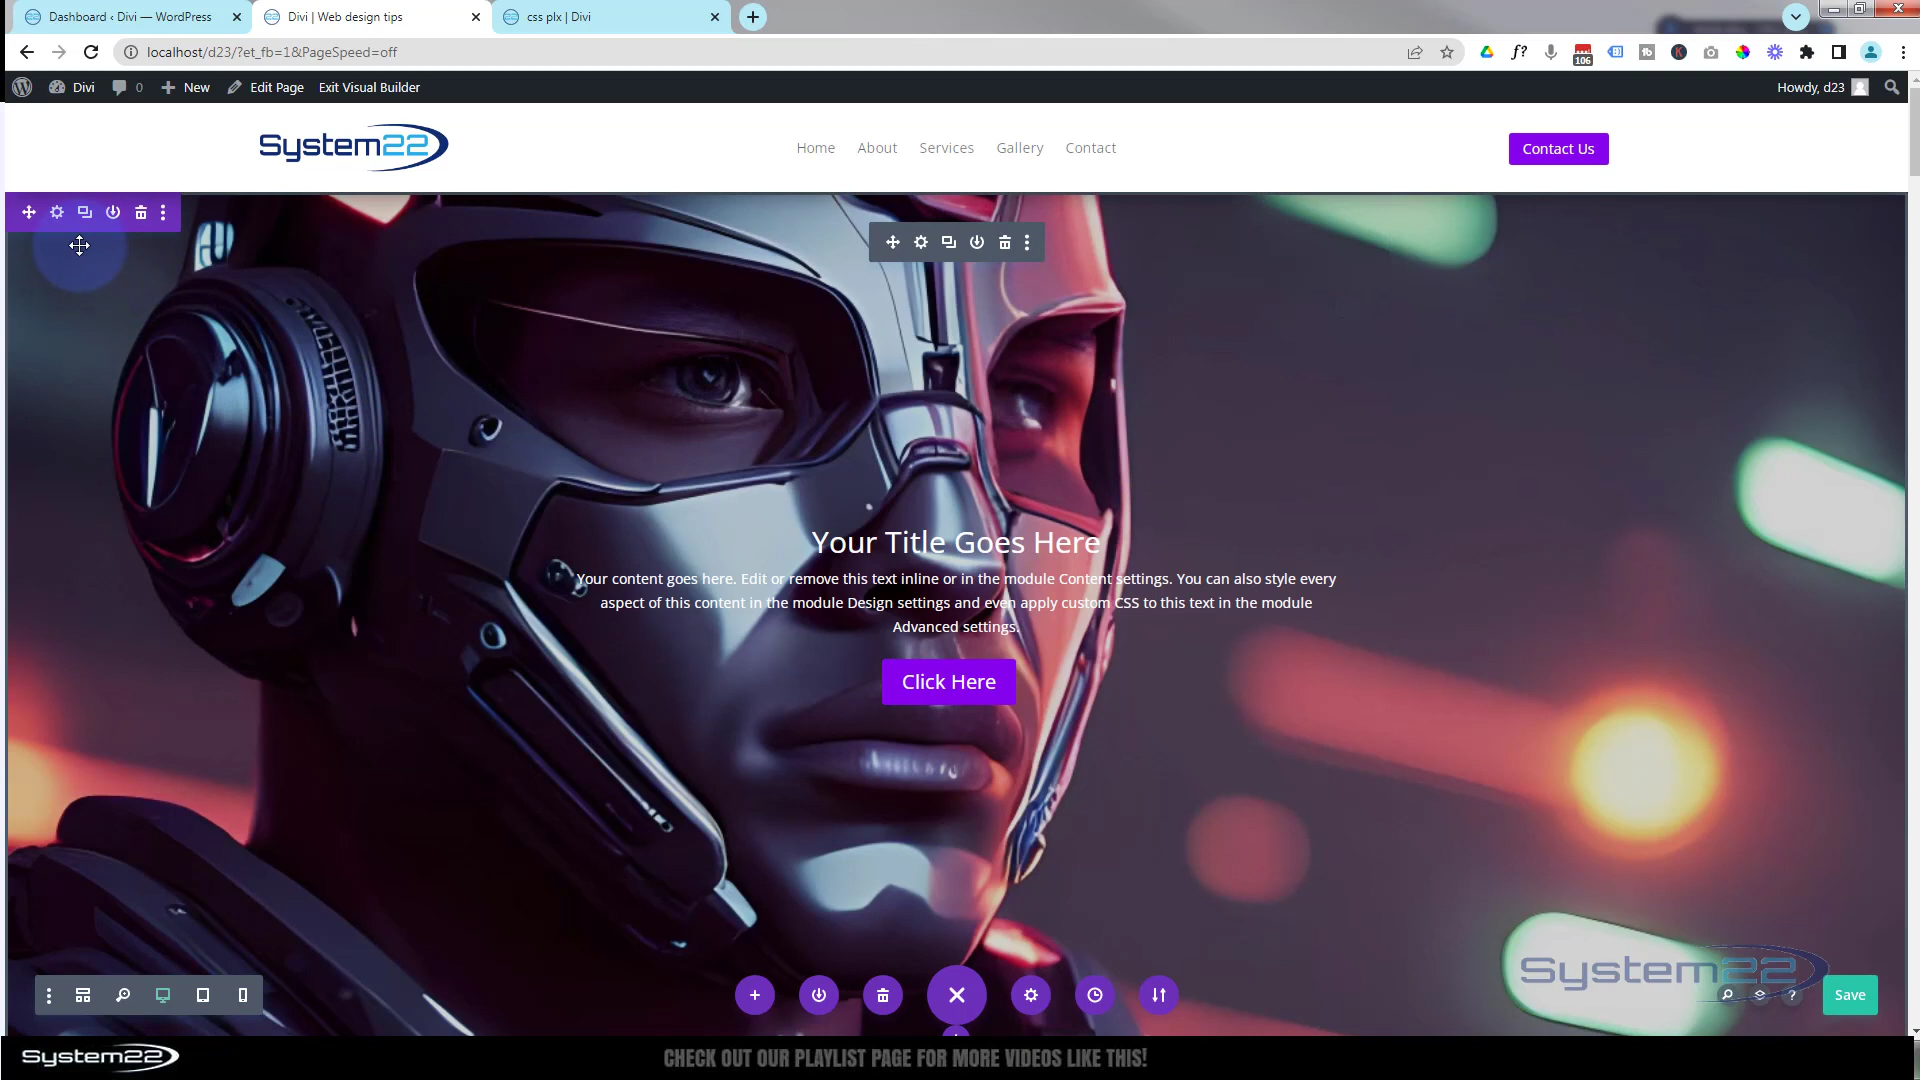 Dashboard ‹ Divi — WordPress
Divi | Web design tips
css plx | Divi
localhost/d23/?et_fb=1&PageSpeed=off
f?
tb
K
106
Divi
0
New
Edit Page
Exit Visual Builder
Howdy, d23
System22
Home
About
Services
Gallery
Contact
Contact Us
Your Title Goes Here
Your content goes here. Edit or remove this text inline or in the module Content settings. You can also style every
aspect of this content in the module Design settings and even apply custom CSS to this text in the module
Advanced settings.
Click Here
System22
?
Save
System22
CHECK OUT OUR PLAYLIST PAGE FOR MORE VIDEOS LIKE THIS!